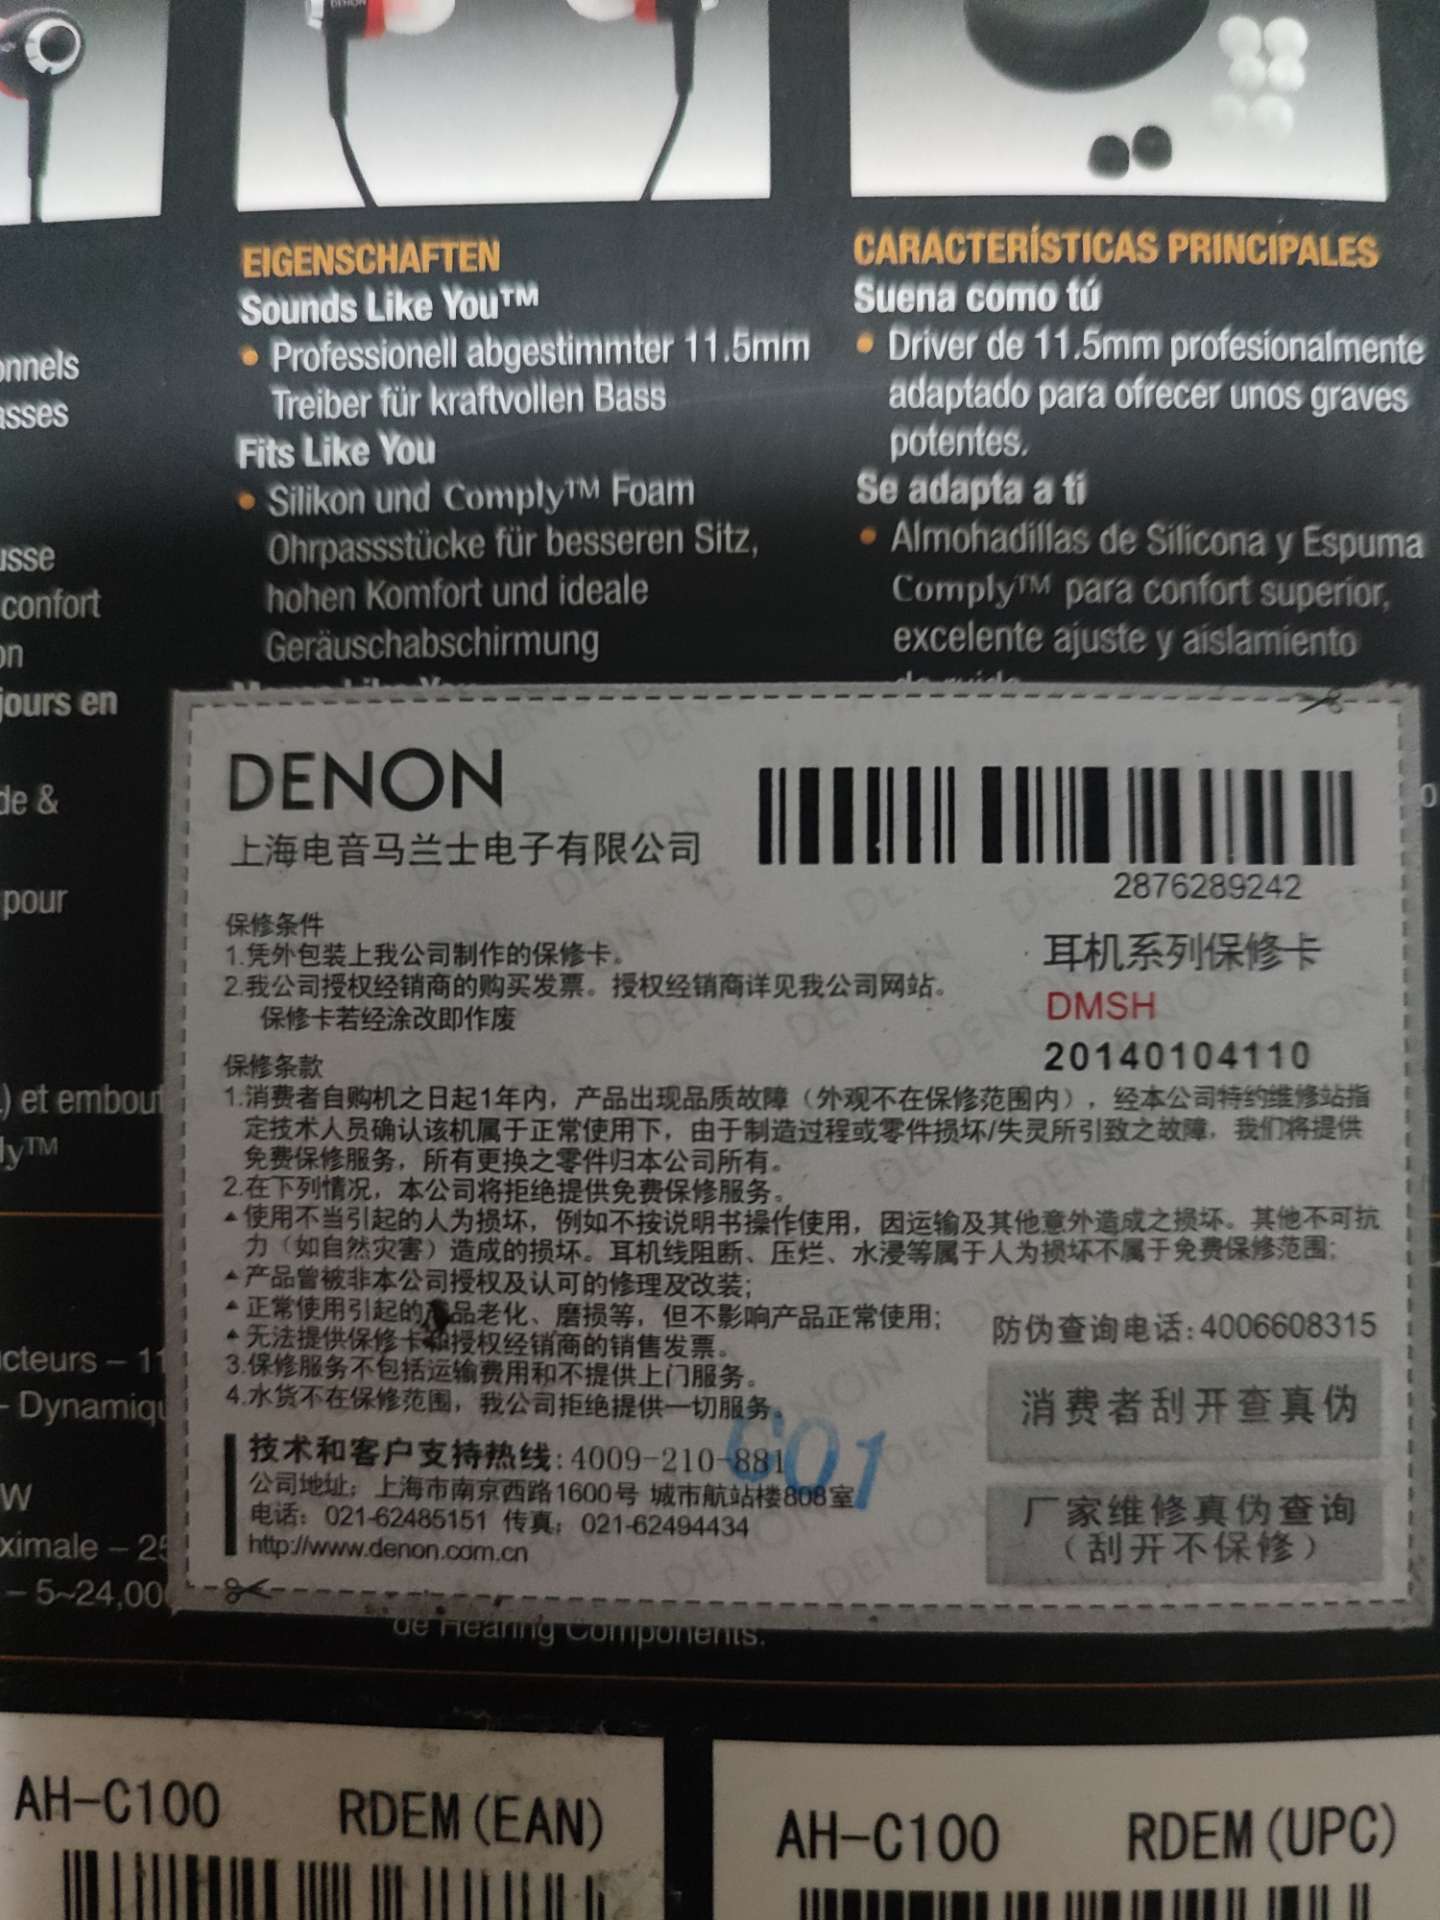 DENON
onnels
asses
usse
confort
on
jours en
de &
pour
.) et embout
ly™
cteurs – 11
- Dynamiqu
W
ximale – 25
– 5~24,00
EIGENSCHAFTEN
Sounds Like You™
• Professionell abgestimmter 11.5mm
Treiber für kraftvollen Bass
Fits Like You
• Silikon und Comply™ Foam
Ohrpassstücke für besseren Sitz,
hohen Komfort und ideale
Geräuschabschirmung
CARACTERÍSTICAS PRINCIPALES
Suena como tú
• Driver de 11.5mm profesionalmente
adaptado para ofrecer unos graves
potentes.
Se adapta a ti
• Almohadillas de Silicona y Espuma
Comply™ para confort superior,
excelente ajuste y aislamiento
de ruido
DENON
上海电音马兰士电子有限公司
2876289242
保修条件
1.凭外包装上我公司制作的保修卡。
2.我公司授权经销商的购买发票。授权经销商详见我公司网站。
保修卡若经涂改即作废
耳机系列保修卡
DMSH
20140104110
保修条款
1.消费者自购机之日起1年内，产品出现品质故障（外观不在保修范围内），经本公司特约维修站指
定技术人员确认该机属于正常使用下，由于制造过程或零件损坏/失灵所引致之故障，我们将提供
免费保修服务，所有更换之零件归本公司所有。
2.在下列情况，本公司将拒绝提供免费保修服务。
▲使用不当引起的人为损坏，例如不按说明书操作使用，因运输及其他意外造成之损坏。其他不可抗
力（如自然灾害）造成的损坏。耳机线阻断、压烂、水浸等属于人为损坏不属于免费保修范围；
▲产品曾被非本公司授权及认可的修理及改装；
▲正常使用引起的产品老化、磨损等，但不影响产品正常使用；
▲无法提供保修卡和授权经销商的销售发票。
3.保修服务不包括运输费用和不提供上门服务。
4.水货不在保修范围，我公司拒绝提供一切服务。
防伪查询电话：4006608315
消费者刮开查真伪
厂家维修真伪查询
（刮开不保修）
C01
技术和客户支持热线：4009-210-881
公司地址：上海市南京西路1600号 城市航站楼808室
电话：021-62485151 传真：021-62494434
http://www.denon.com.cn
de Hearing Components.
AH-C100 RDEM(EAN)
AH-C100 RDEM(UPC)